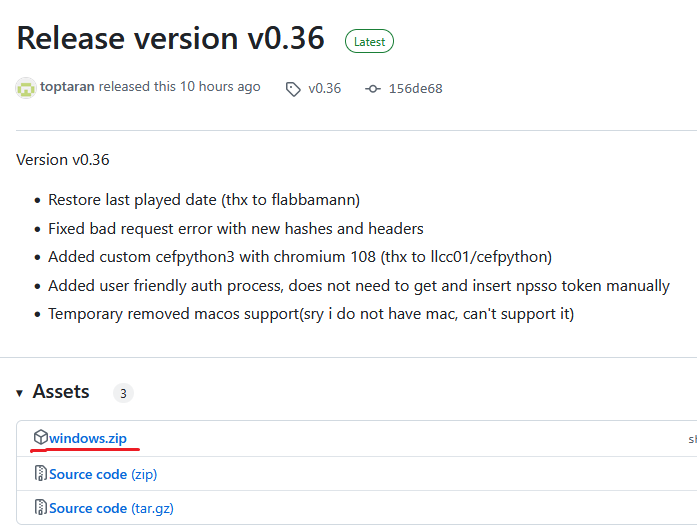 Release version v0.36 Latest
toptaran released this 10 hours ago v0.36 156de68
Version v0.36
Restore last played date (thx to flabbamann)
Fixed bad request error with new hashes and headers
Added custom cefpython3 with chromium 108 (thx to llcc01/cefpython)
Added user friendly auth process, does not need to get and insert npsso token manually
Temporary removed macos support(sry i do not have mac, can't support it)
Assets 3
windows.zip
Source code (zip)
Source code (tar.gz)